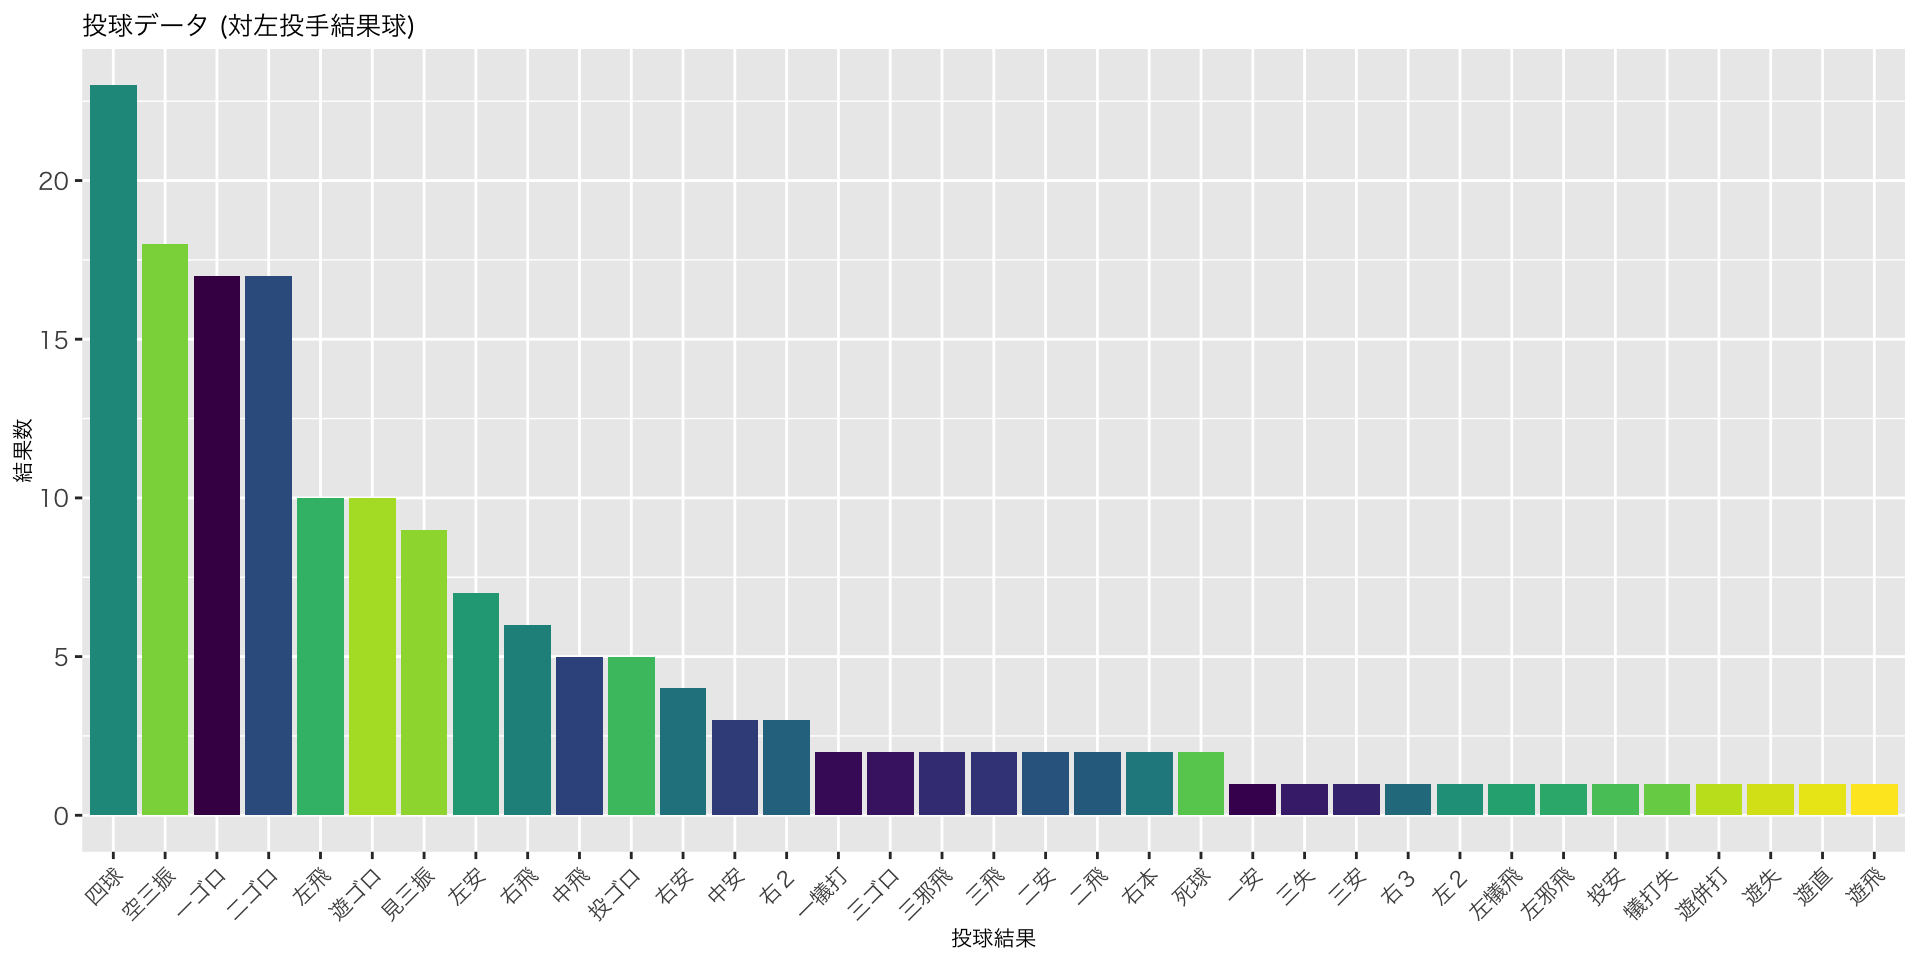 投球データ (対左投手結果球)
結果数
20
15
10
5
0
四球
空三振
一ゴロ
二ゴロ
左飛
遊ゴロ
見三振
左安
右飛
中飛
投ゴロ
右安
中安
右２
一犠打
三ゴロ
三邪飛
三飛
二安
二飛
右本
死球
一安
三失
三安
右３
左２
左犠飛
左邪飛
投安
犠打失
遊併打
遊失
遊直
遊飛
投球結果